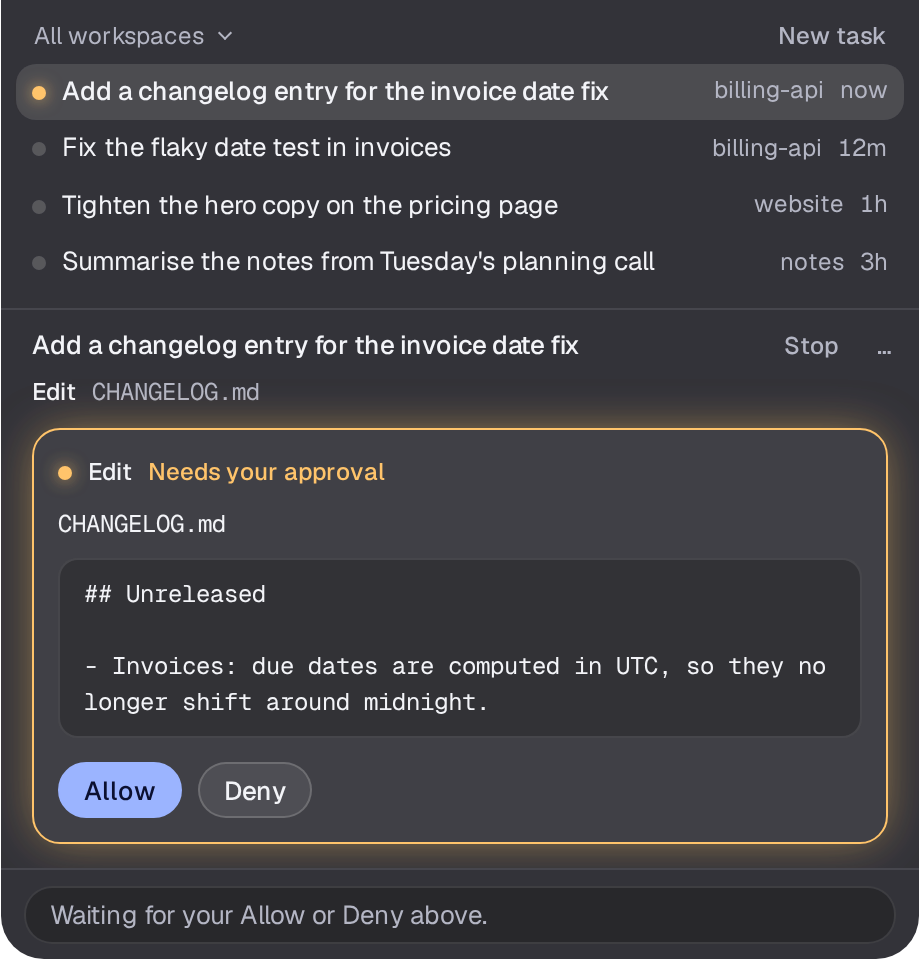 All workspaces New task
Add a changelog entry for the invoice date fix billing-api now
Fix the flaky date test in invoices billing-api 12m
Tighten the hero copy on the pricing page website 1h
Summarise the notes from Tuesday's planning call notes 3h
Add a changelog entry for the invoice date fix Stop …
Edit CHANGELOG.md
Edit Needs your approval
CHANGELOG.md
## Unreleased
- Invoices: due dates are computed in UTC, so they no
longer shift around midnight.
Allow Deny
Waiting for your Allow or Deny above.